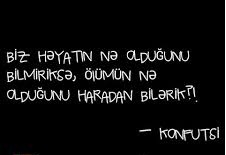 BİZ HƏYATIN NƏ OLDUĞUNU
BİLMİRİKSƏ, ÖLÜMÜN NƏ
OLDUĞUNU HARADAN BİLƏRİK?!
– KONFUTSİ